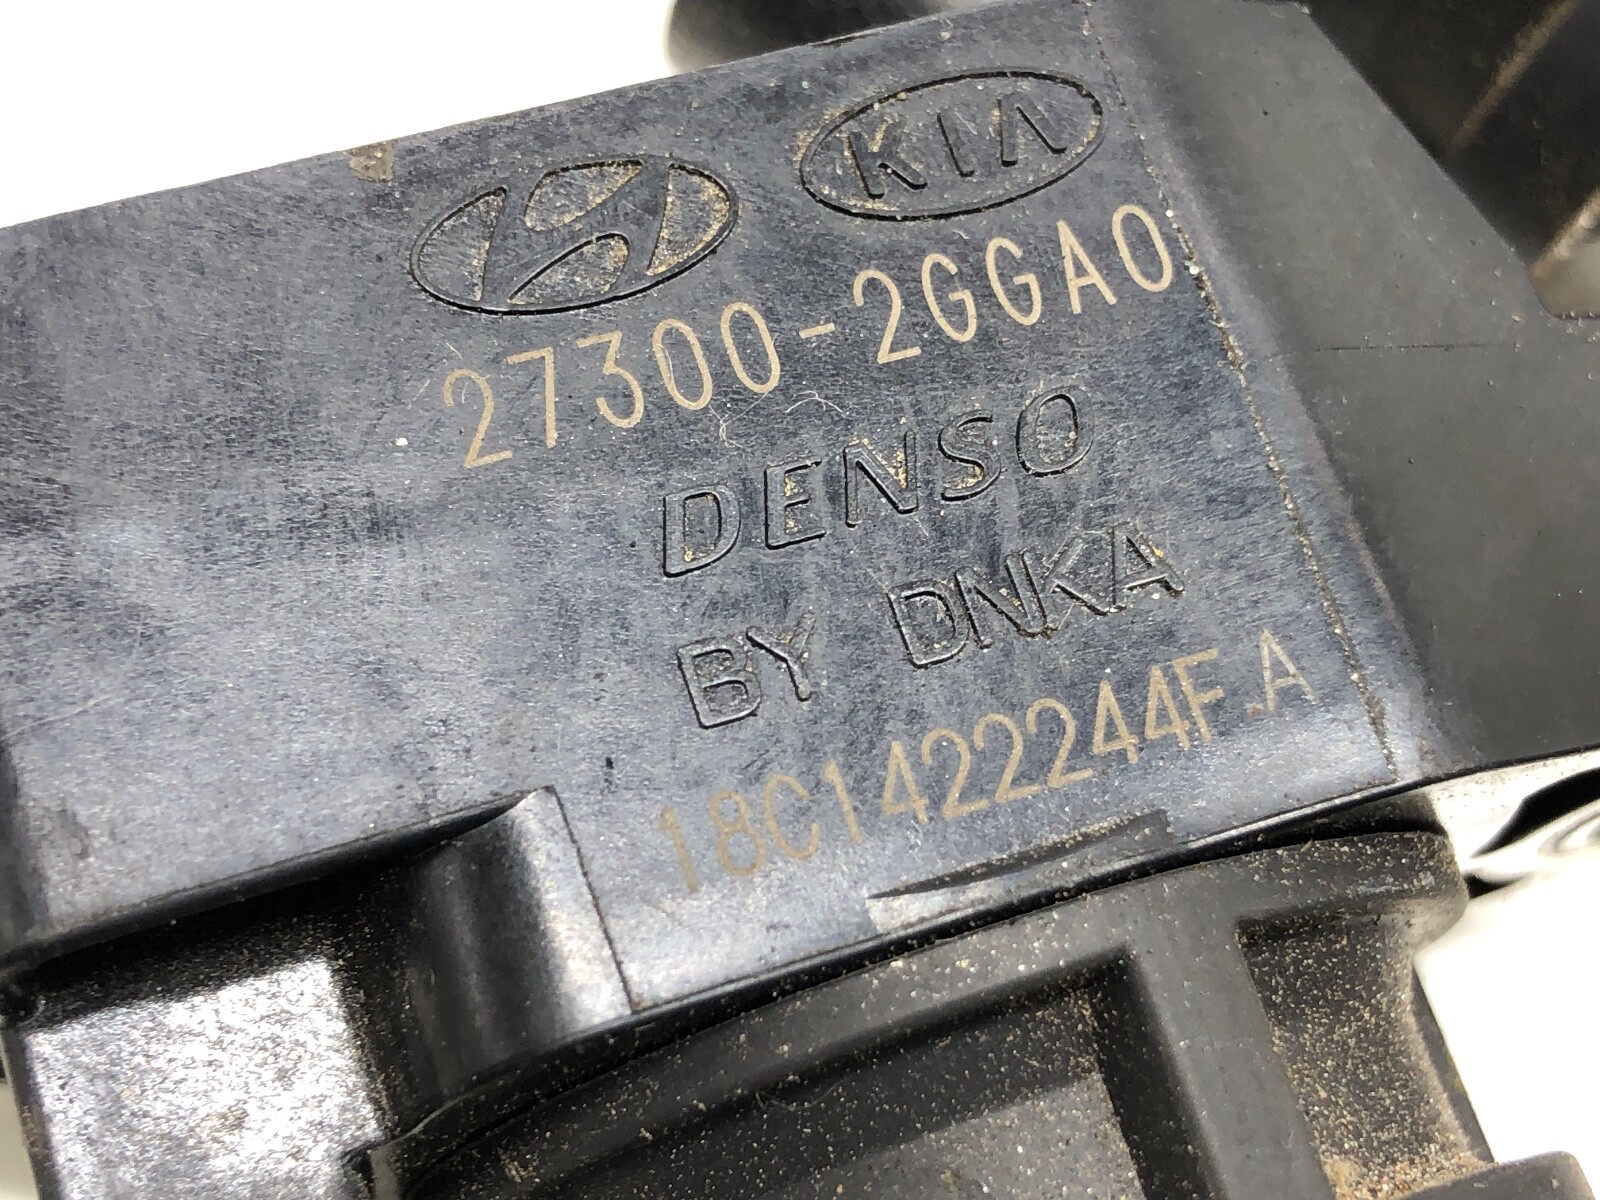 KIA
27300-2GGA0
DENSO
BY DNKA
18C1422244F.A